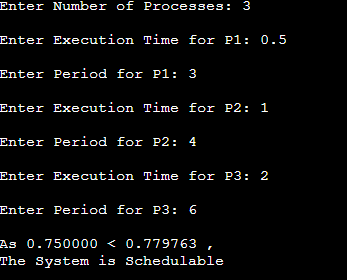 Enter Number of Processes: 3
Enter Execution Time for P1: 0.5
Enter Period for P1: 3
Enter Execution Time for P2: 1
Enter Period for P2: 4
Enter Execution Time for P3: 2
Enter Period for P3: 6
As 0.750000 < 0.779763 ,
The System is Schedulable